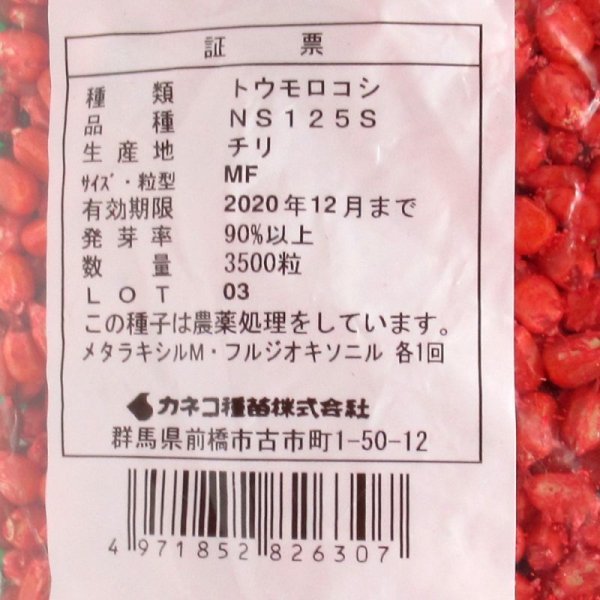 証 票
種 類 トウモロコシ
品 種 NS125S
生産地 チリ
サイズ・粒型 MF
有効期限 2020年12月まで
発芽率 90%以上
数 量 3500粒
LOT 03
この種子は農薬処理をしています。
メタラキシルM・フルジオキソニル 各1回
カネコ種苗株式会社
群馬県前橋市古市町1-50-12
4 971852 826307